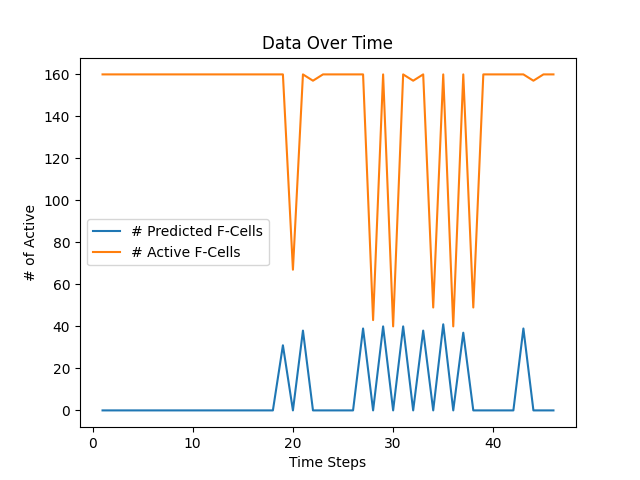 Data Over Time
160
140
120
100
80
60
40
20
0
# of Active
# Predicted F-Cells
# Active F-Cells
0
10
20
30
40
Time Steps